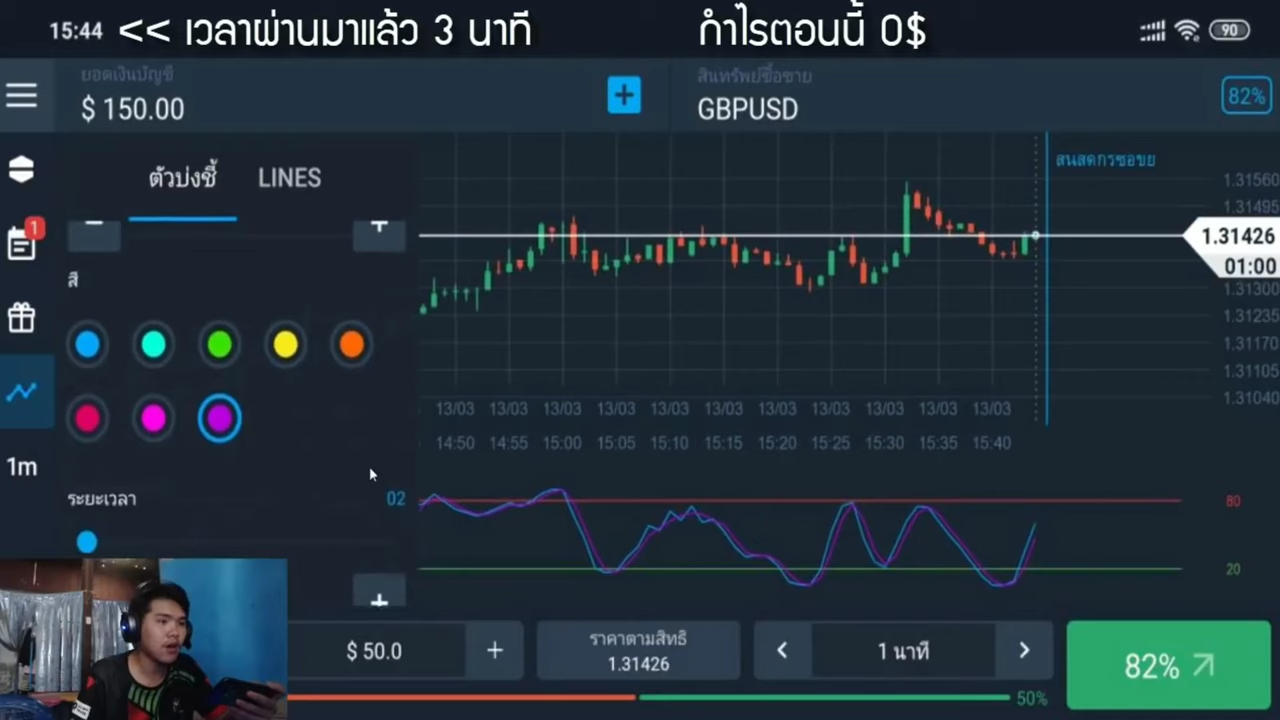 15:44 << เวลาผ่านมาแล้ว 3 นาที กำไรตอนนี้ 0$ 90
ยอดเงินบัญชี
$ 150.00
สินทรัพย์ซื้อขาย
GBPUSD
82%
ตัวบ่งชี้ LINES
1
สี
1m
ระยะเวลา 02
1.31560
1.31495
1.31426
01:00
1.31300
1.31235
1.31170
1.31105
1.31040
13/03 13/03 13/03 13/03 13/03 13/03 13/03 13/03 13/03 13/03 13/03
14:50 14:55 15:00 15:05 15:10 15:15 15:20 15:25 15:30 15:35 15:40
80
20
$ 50.0 +
ราคาตามสิทธิ
1.31426
1 นาที
82%
50%